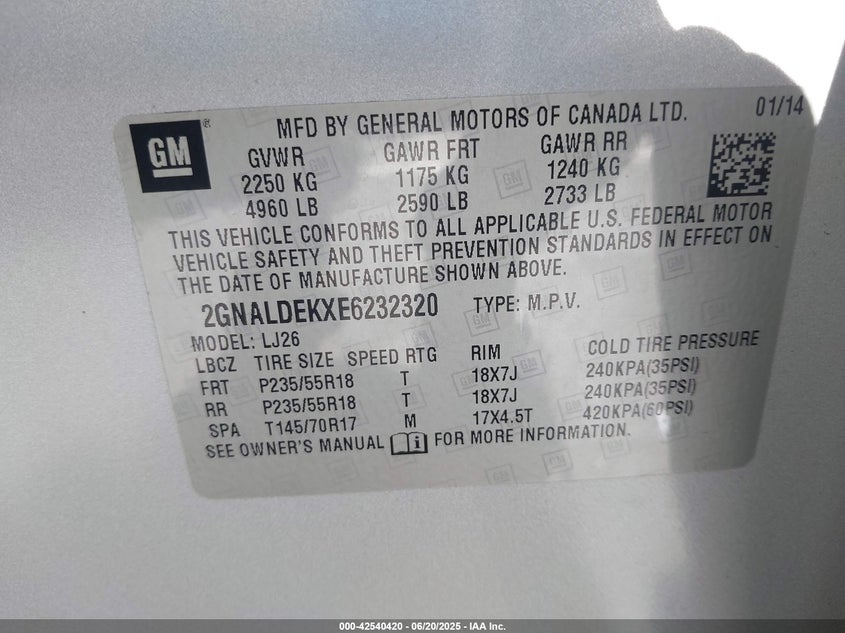 GM ® MFD BY GENERAL MOTORS OF CANADA LTD. 01/14
GVWR GAWR FRT GAWR RR
2250 KG 1175 KG 1240 KG
4960 LB 2590 LB 2733 LB
THIS VEHICLE CONFORMS TO ALL APPLICABLE U.S. FEDERAL MOTOR
VEHICLE SAFETY AND THEFT PREVENTION STANDARDS IN EFFECT ON
THE DATE OF MANUFACTURE SHOWN ABOVE.
2GNALDEKXE6232320 TYPE: M.P.V.
MODEL: LJ26
LBCZ TIRE SIZE SPEED RTG RIM COLD TIRE PRESSURE
FRT P235/55R18 T 18X7J 240KPA(35PSI)
RR P235/55R18 T 18X7J 240KPA(35PSI)
SPA T145/70R17 M 17X4.5T 420KPA(60PSI)
SEE OWNER'S MANUAL FOR MORE INFORMATION.
000-42540420 - 06/20/2025 - IAA Inc.